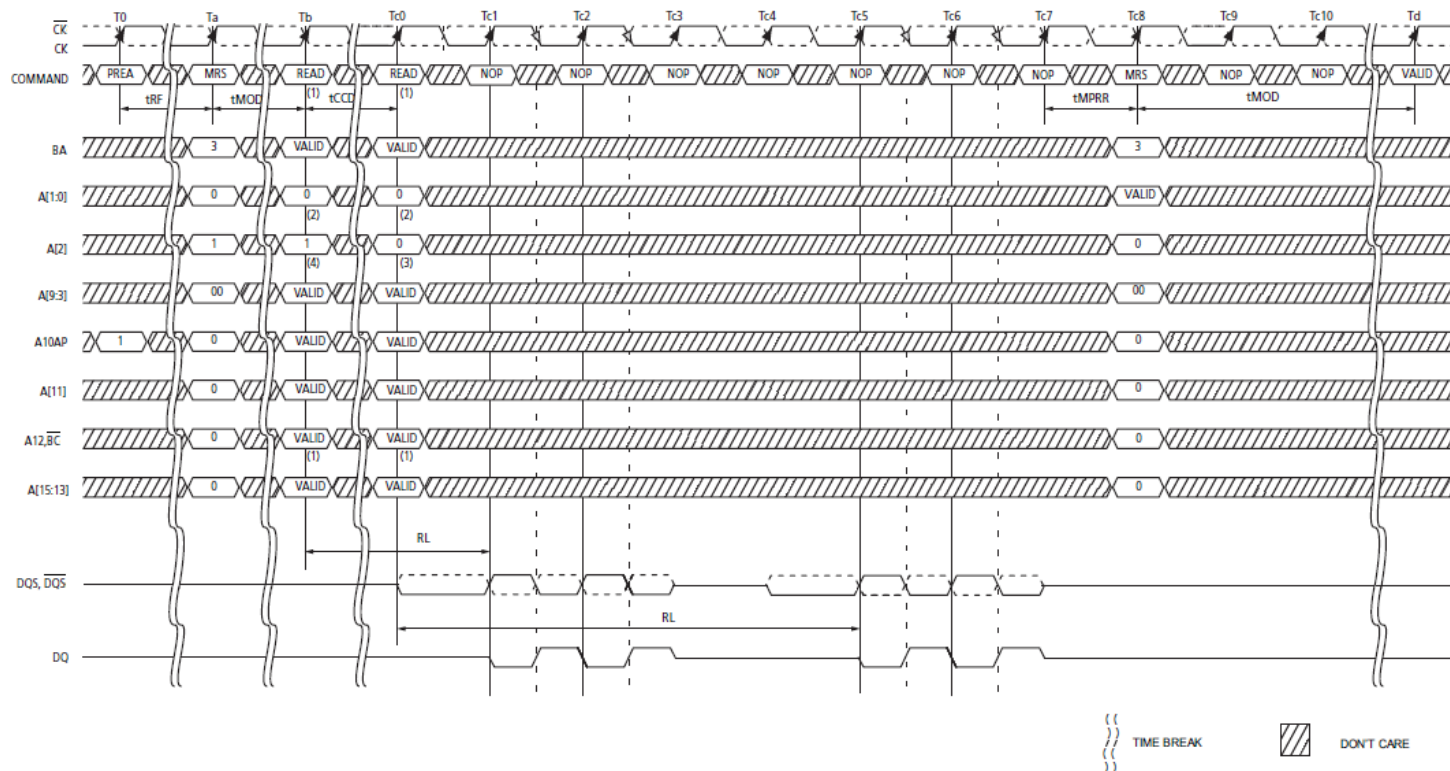 T0 Ta Tb Tc0 Tc1 Tc2 Tc3 Tc4 Tc5 Tc6 Tc7 Tc8 Tc9 Tc10 Td
CK
CK
COMMAND PREA MRS READ READ NOP NOP NOP NOP NOP NOP NOP MRS NOP NOP VALID
(1) (1)
tRF tMOD tCCD tMPRR tMOD
BA 3 VALID VALID 3
A[1:0] 0 0 0 VALID
(2) (2)
A[2] 1 1 0 0
(4) (3)
A[9:3] 00 VALID VALID 00
A10AP 1 0 VALID VALID 0
A[11] 0 VALID VALID 0
A12,BC 0 VALID VALID 0
(1) (1)
A[15:13] 0 VALID VALID 0
RL
DQS, DQS
RL
DQ
TIME BREAK DON'T CARE